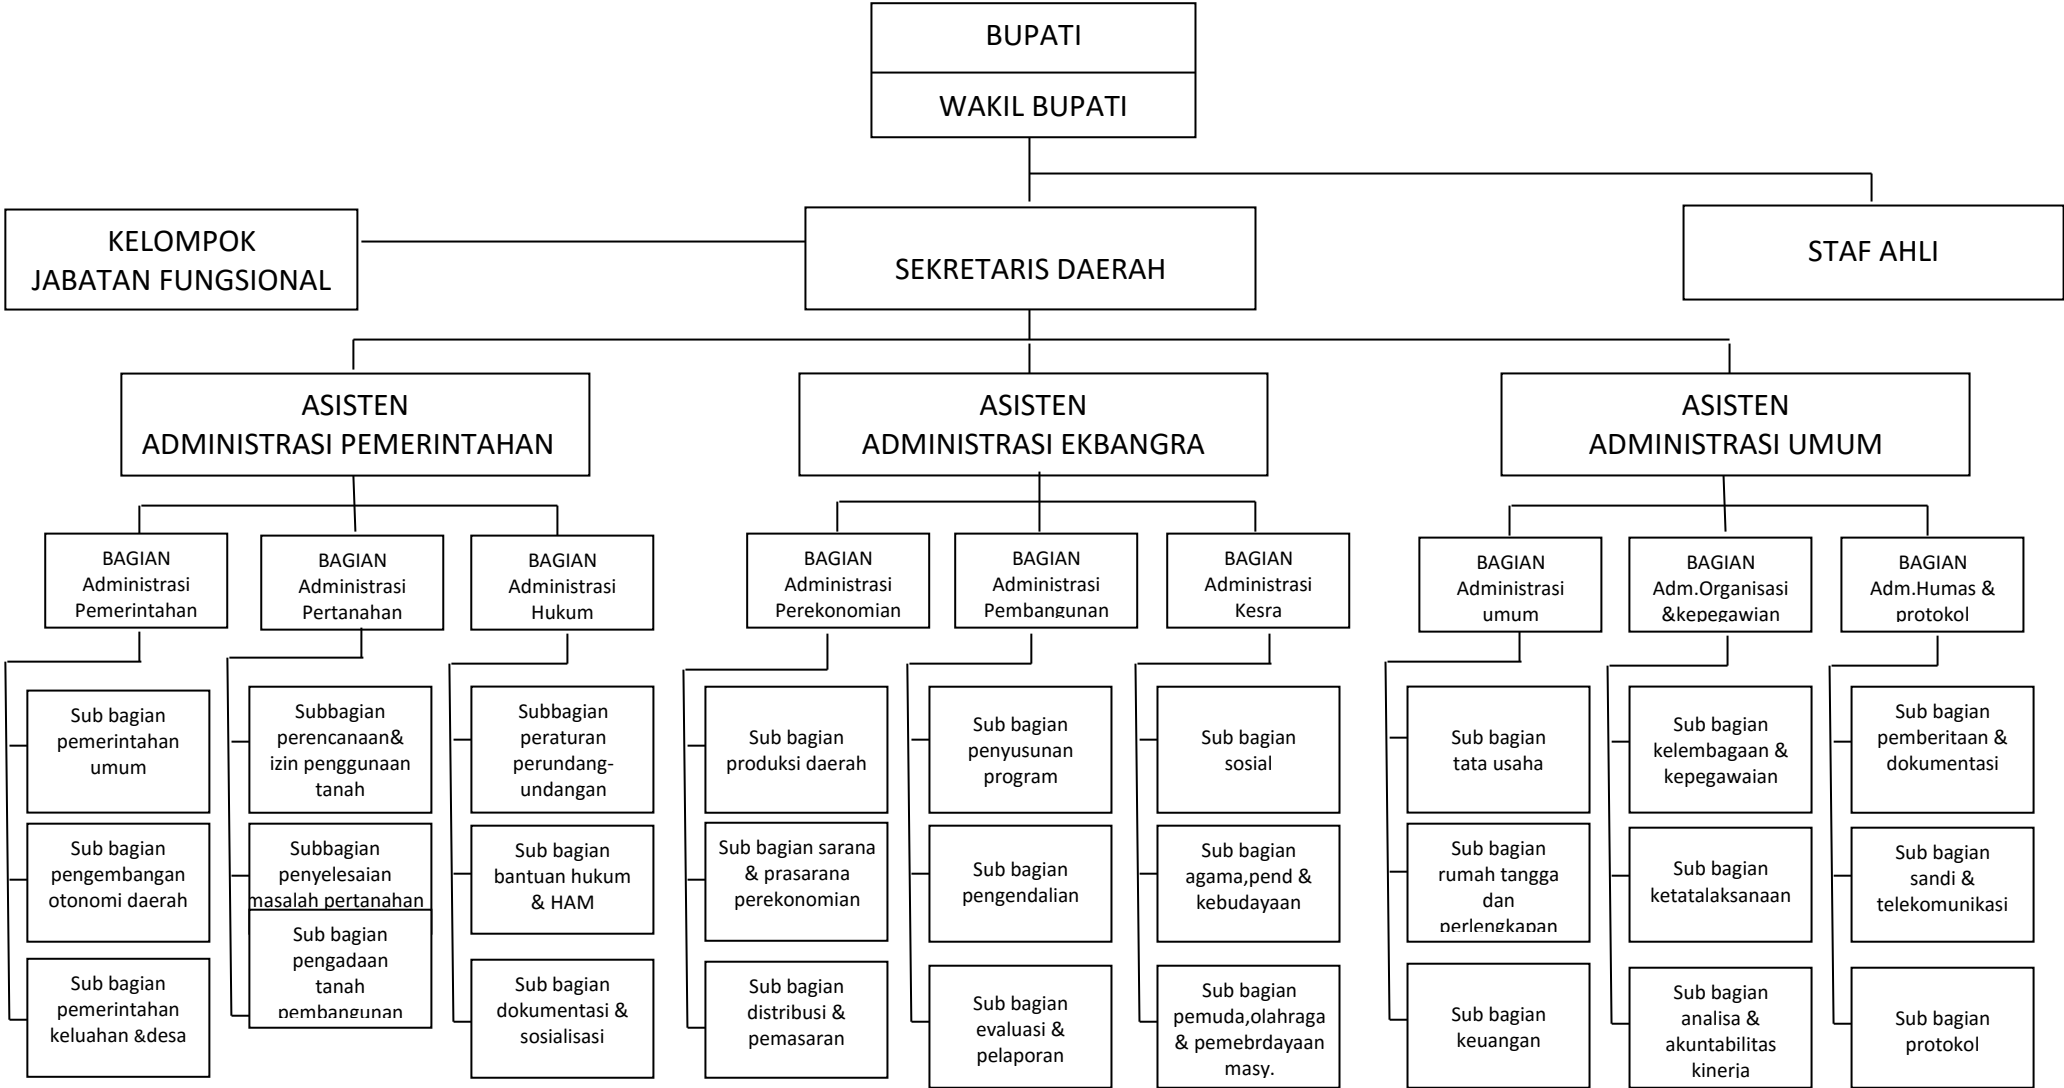 BUPATI
WAKIL BUPATI
KELOMPOK
JABATAN FUNGSIONAL
SEKRETARIS DAERAH
STAF AHLI
ASISTEN
ADMINISTRASI PEMERINTAHAN
ASISTEN
ADMINISTRASI EKBANGRA
ASISTEN
ADMINISTRASI UMUM
BAGIAN
Administrasi
Pemerintahan
BAGIAN
Administrasi
Pertanahan
BAGIAN
Administrasi
Hukum
BAGIAN
Administrasi
Perekonomian
BAGIAN
Administrasi
Pembangunan
BAGIAN
Administrasi
Kesra
BAGIAN
Administrasi
umum
BAGIAN
Adm.Organisasi
&kepegawian
BAGIAN
Adm.Humas &
protokol
Sub bagian
pemerintahan
umum
Subbagian
perencanaan&
izin penggunaan
tanah
Subbagian
peraturan
perundang-
undangan
Sub bagian
produksi daerah
Sub bagian
penyusunan
program
Sub bagian
sosial
Sub bagian
tata usaha
Sub bagian
kelembagaan &
kepegawaian
Sub bagian
pemberitaan &
dokumentasi
Sub bagian
pengembangan
otonomi daerah
Subbagian
penyelesaian
masalah pertanahan
Sub bagian
bantuan hukum
& HAM
Sub bagian sarana
& prasarana
perekonomian
Sub bagian
pengendalian
Sub bagian
agama,pend &
kebudayaan
Sub bagian
rumah tangga
dan
perlengkapan
Sub bagian
ketatalaksanaan
Sub bagian
sandi &
telekomunikasi
Sub bagian
pemerintahan
keluahan &desa
Sub bagian
pengadaan
tanah
pembangunan
Sub bagian
dokumentasi &
sosialisasi
Sub bagian
distribusi &
pemasaran
Sub bagian
evaluasi &
pelaporan
Sub bagian
pemuda,olahraga
& pemebrdayaan
masy.
Sub bagian
keuangan
Sub bagian
analisa &
akuntabilitas
kinerja
Sub bagian
protokol